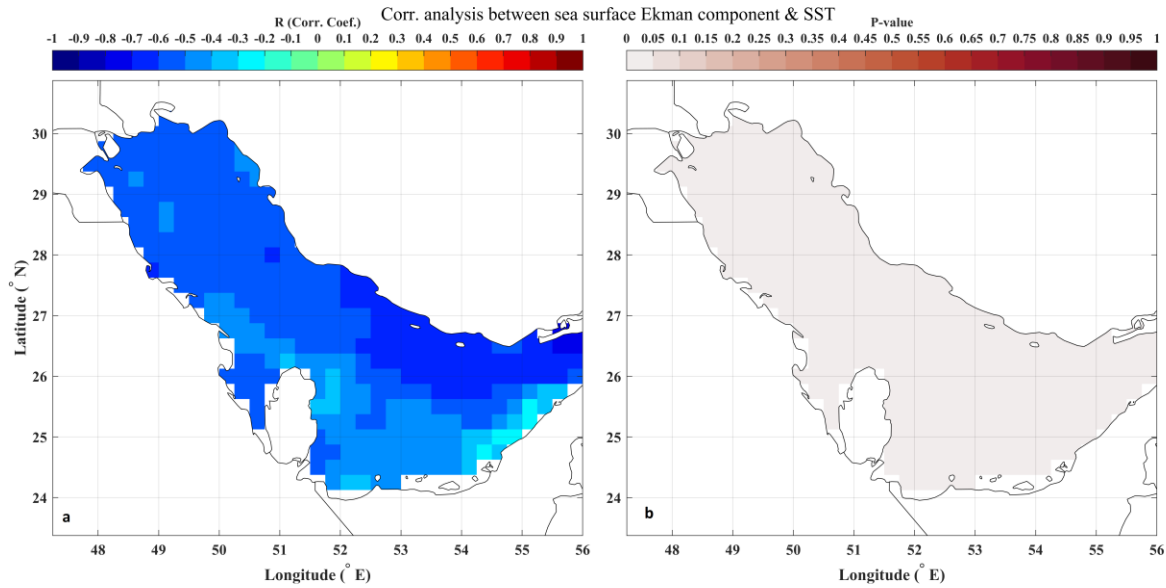 Corr. analysis between sea surface Ekman component & SST
R (Corr. Coef.)
-1 -0.9 -0.8 -0.7 -0.6 -0.5 -0.4 -0.3 -0.2 -0.1 0 0.1 0.2 0.3 0.4 0.5 0.6 0.7 0.8 0.9 1
P-value
0 0.05 0.1 0.15 0.2 0.25 0.3 0.35 0.4 0.45 0.5 0.55 0.6 0.65 0.7 0.75 0.8 0.85 0.9 0.95 1
Latitude (° N)
30
29
28
27
26
25
24
a
48 49 50 51 52 53 54 55 56
Longitude (° E)
30
29
28
27
26
25
24
b
48 49 50 51 52 53 54 55 56
Longitude (° E)